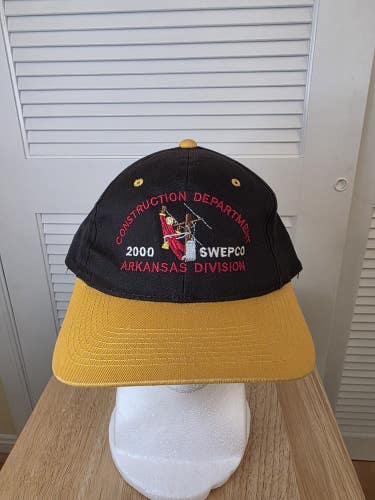 CONSTRUCTION DEPARTMENT
2000 SWEPCO
ARKANSAS DIVISION